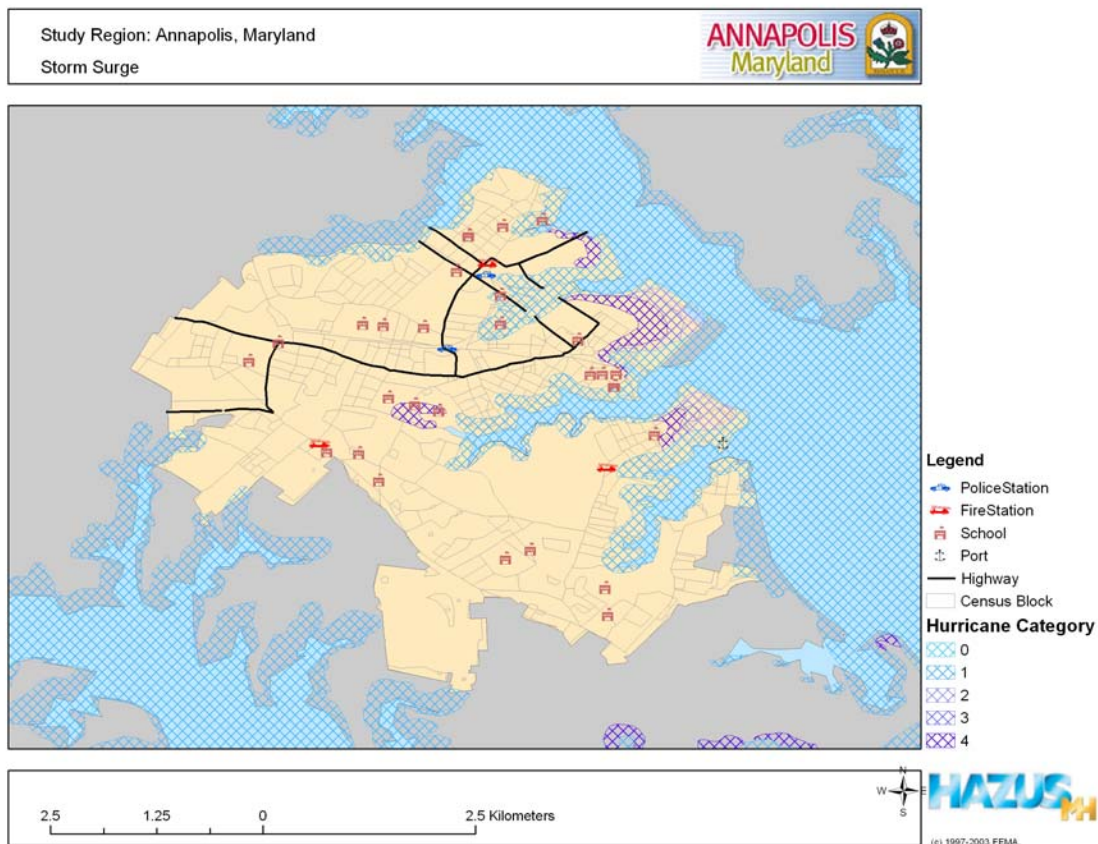 Study Region: Annapolis, Maryland
Storm Surge
ANNAPOLIS
Maryland
Legend
PoliceStation
FireStation
School
Port
Highway
Census Block
Hurricane Category
0
1
2
3
4
2.5 1.25 0 2.5 Kilometers
N
W E
S
HAZUS
MH
(c) 1997-2003 FEMA